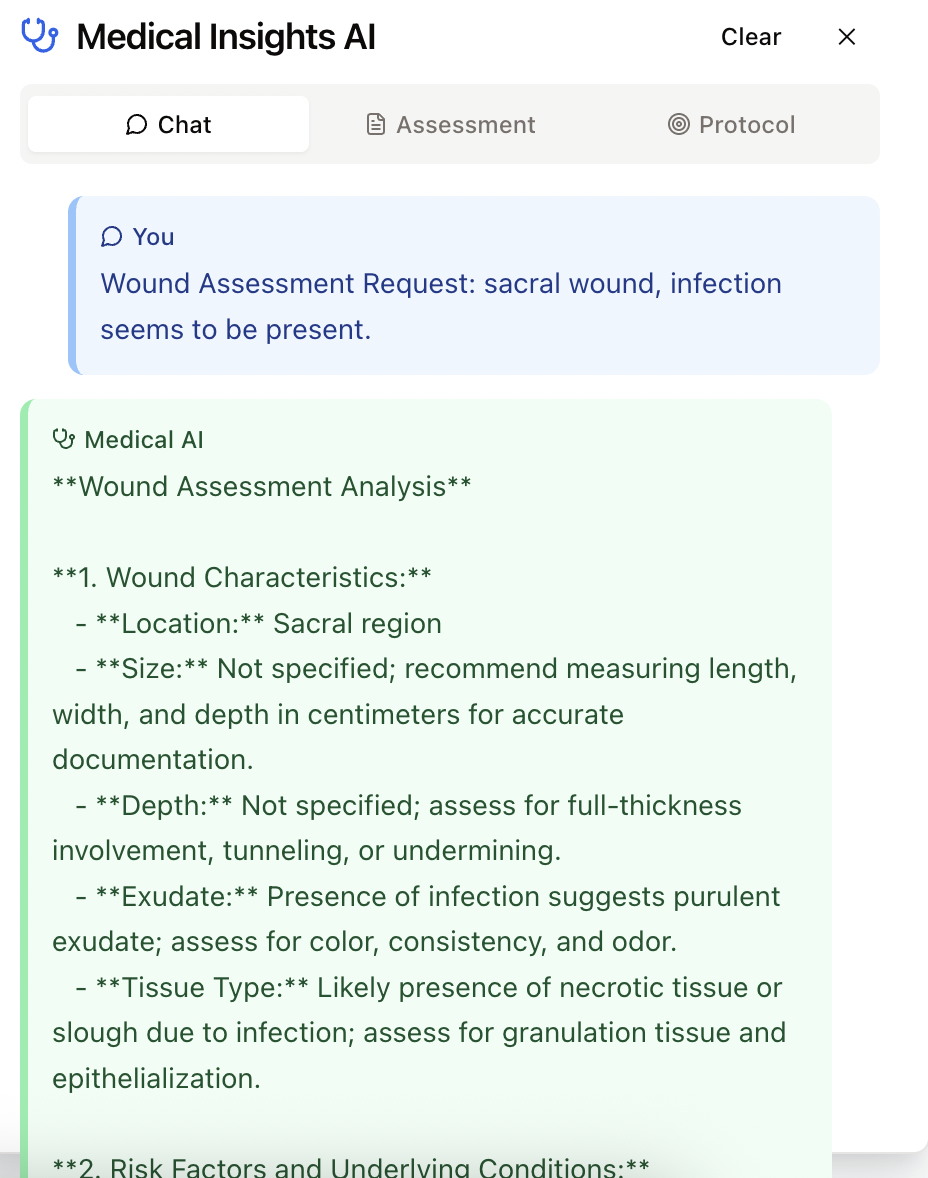 Medical Insights AI
Clear
Chat
Assessment
Protocol
You
Wound Assessment Request: sacral wound, infection
seems to be present.
Medical AI
**Wound Assessment Analysis**
**1. Wound Characteristics:**
- **Location:** Sacral region
- **Size:** Not specified; recommend measuring length,
width, and depth in centimeters for accurate
documentation.
- **Depth:** Not specified; assess for full-thickness
involvement, tunneling, or undermining.
- **Exudate:** Presence of infection suggests purulent
exudate; assess for color, consistency, and odor.
- **Tissue Type:** Likely presence of necrotic tissue or
slough due to infection; assess for granulation tissue and
epithelialization.
**2. Risk Factors and Underlying Conditions:**